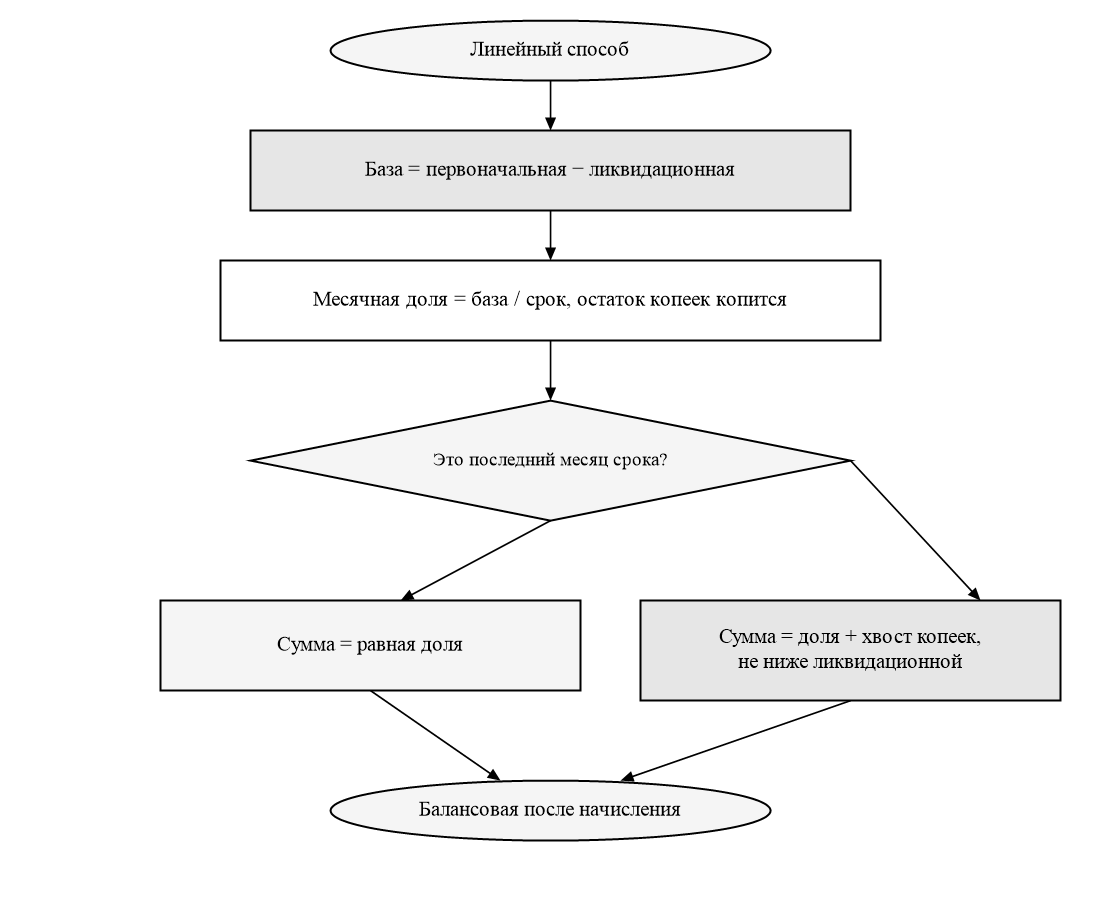 Линейный способ
База = первоначальная − ликвидационная
Месячная доля = база / срок, остаток копеек копится
Это последний месяц срока?
Сумма = равная доля
Сумма = доля + хвост копеек,
не ниже ликвидационной
Балансовая после начисления